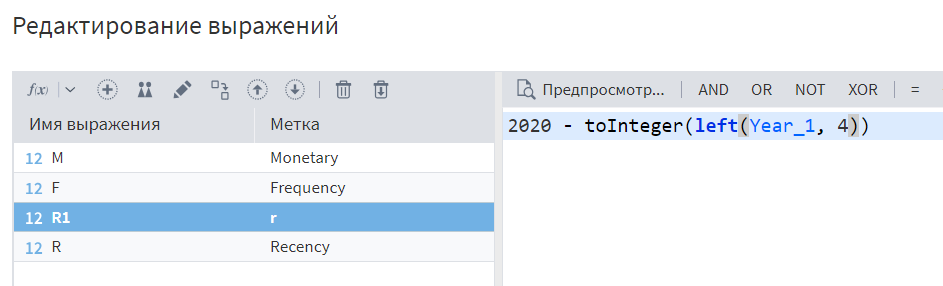 Редактирование выражений
f(x) Предпросмотр... AND OR NOT XOR =
Имя выражения Метка
2020 - toInteger(left(Year_1, 4))
12 M Monetary
12 F Frequency
12 R1 r
12 R Recency